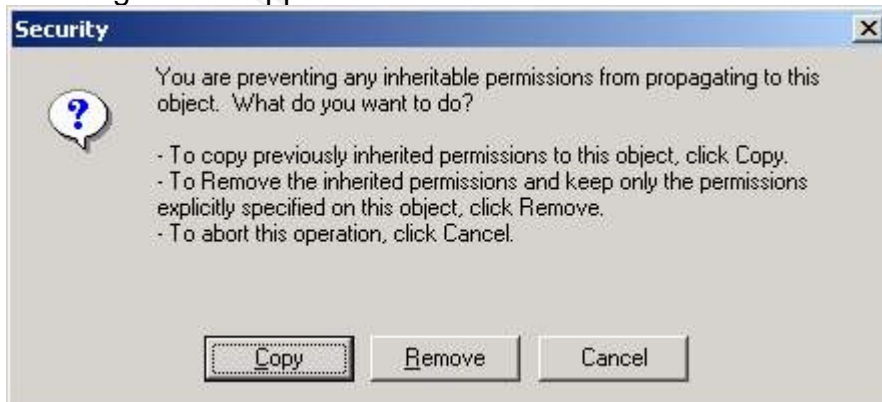 Security
You are preventing any inheritable permissions from propagating to this
object. What do you want to do?
- To copy previously inherited permissions to this object, click Copy.
- To Remove the inherited permissions and keep only the permissions
explicitly specified on this object, click Remove.
- To abort this operation, click Cancel.
Copy Remove Cancel